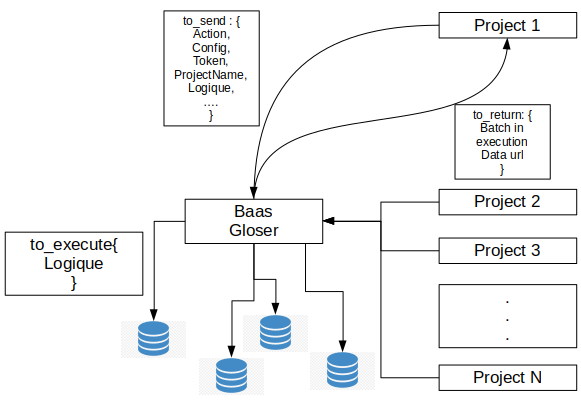 to_send : {
Action,
Config,
Token,
ProjectName,
Logique,
....
}
Project 1
to_return: {
Batch in
execution
Data url
}
Baas
Gloser
Project 2
to_execute{
Logique
}
Project 3
.
.
.
Project N